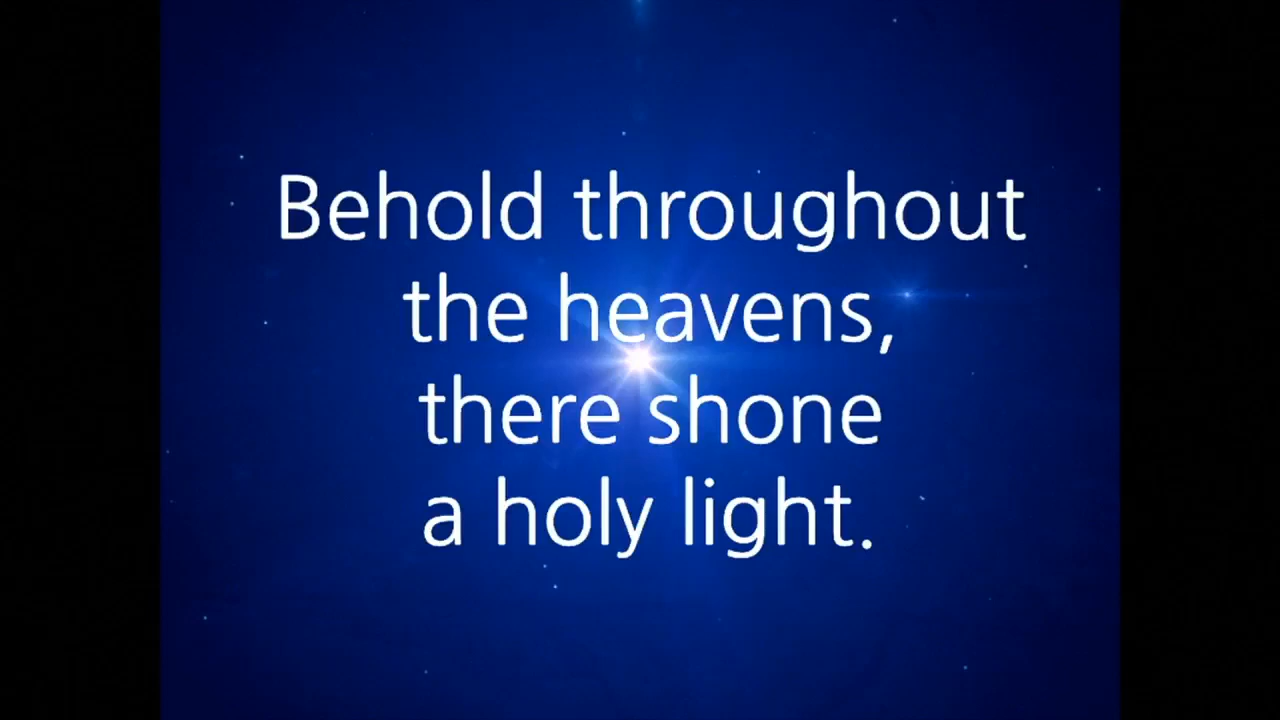 Behold throughout
the heavens,
there shone
a holy light.